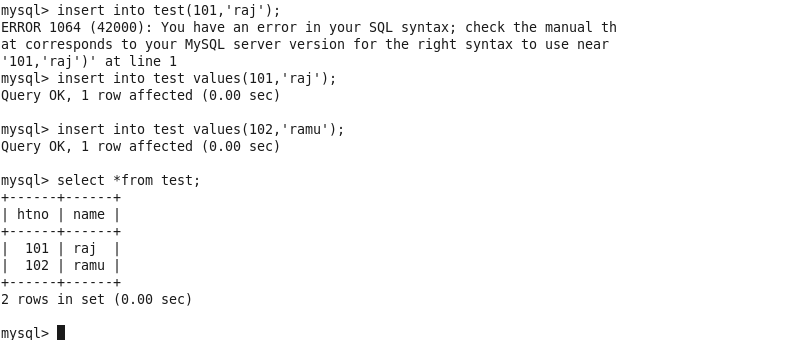 mysql> insert into test(101,'raj');
ERROR 1064 (42000): You have an error in your SQL syntax; check the manual th
at corresponds to your MySQL server version for the right syntax to use near
'101,'raj')' at line 1
mysql> insert into test values(101,'raj');
Query OK, 1 row affected (0.00 sec)

mysql> insert into test values(102,'ramu');
Query OK, 1 row affected (0.00 sec)

mysql> select *from test;
+------+------+
| htno | name |
+------+------+
|  101 | raj  |
|  102 | ramu |
+------+------+
2 rows in set (0.00 sec)

mysql>